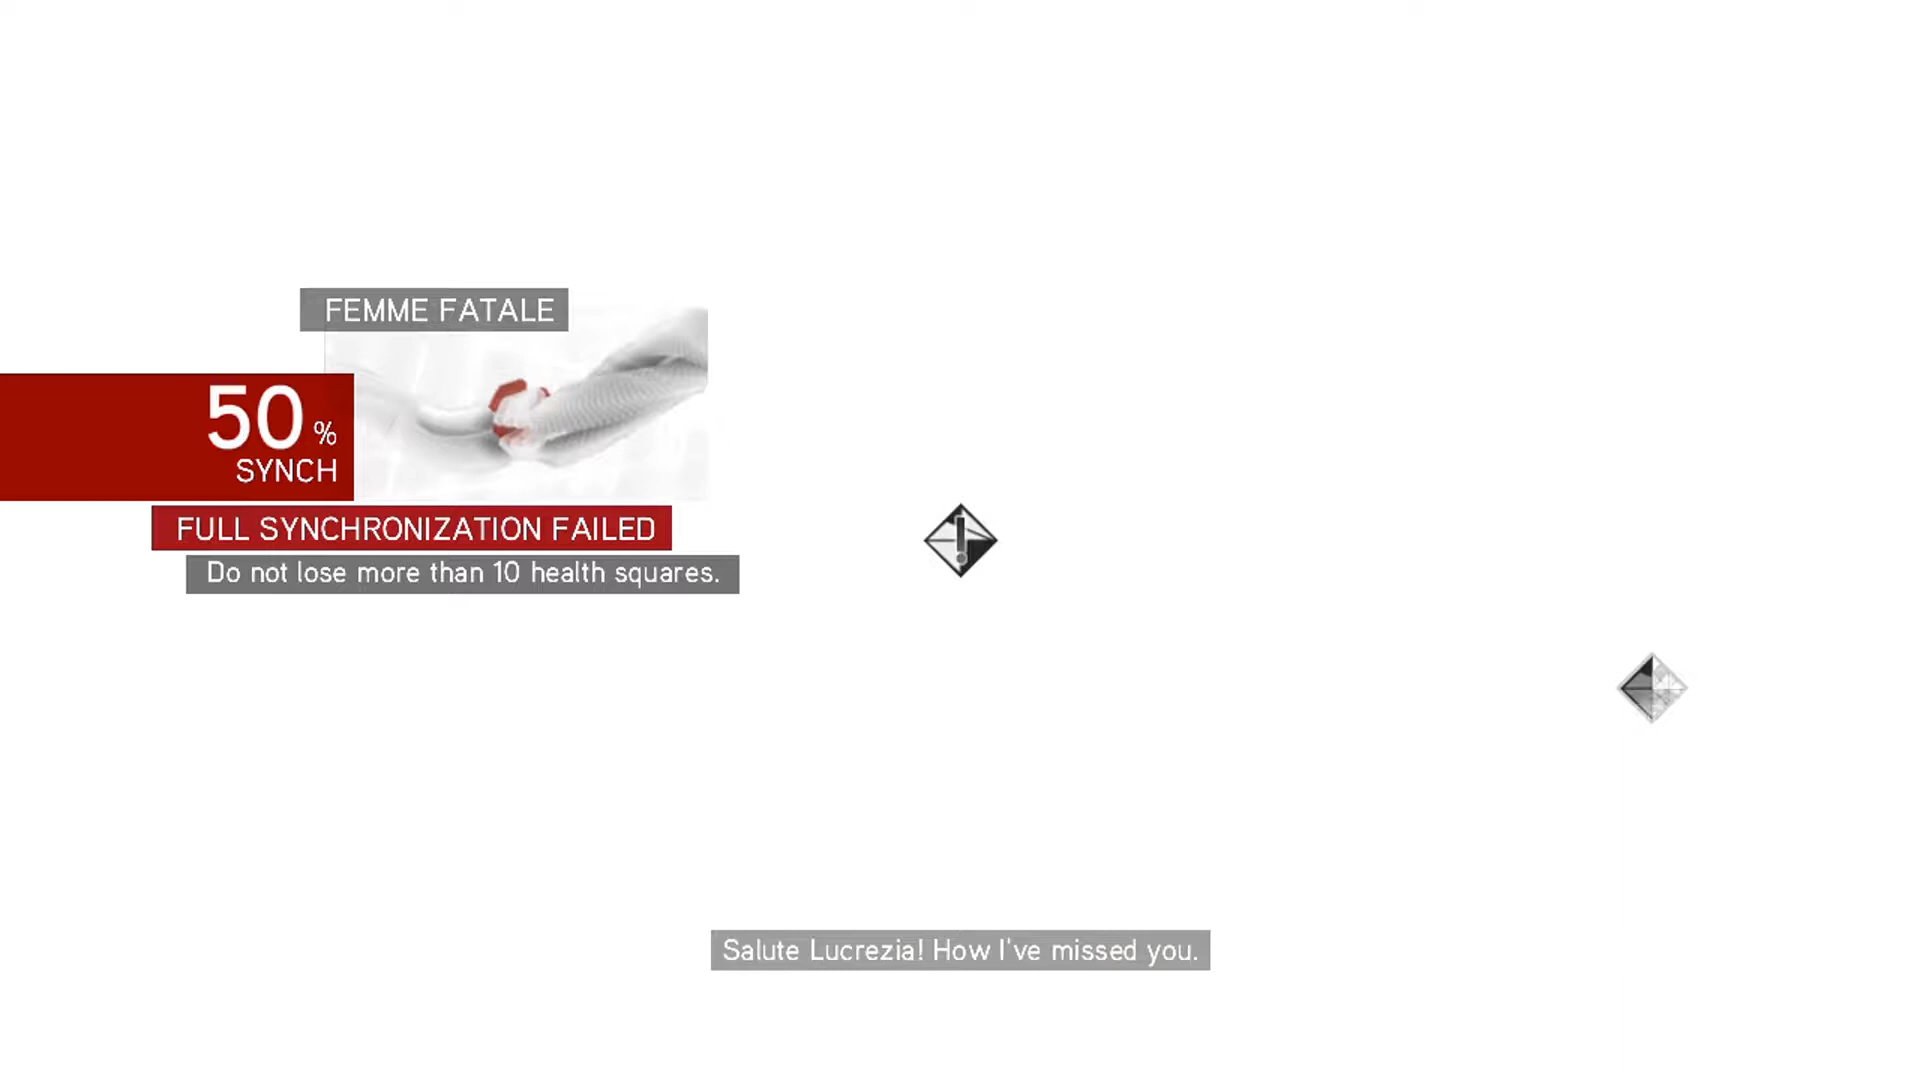 FEMME FATALE
50 %
SYNCH
FULL SYNCHRONIZATION FAILED
Do not lose more than 10 health squares.
Salute Lucrezia! How I've missed you.